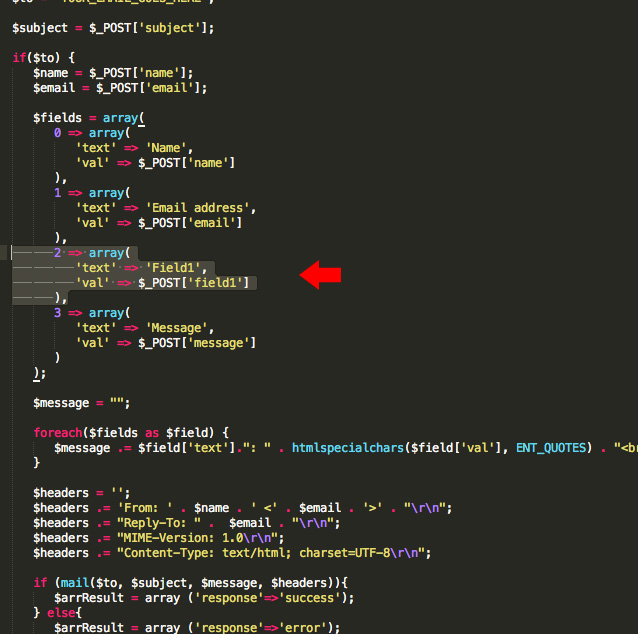 $subject = $_POST['subject'];
if($to) {
$name = $_POST['name'];
$email = $_POST['email'];
$fields = array(
0 => array(
'text' => 'Name',
'val' => $_POST['name']
),
1 => array(
'text' => 'Email address',
'val' => $_POST['email']
),
2 => array(
'text' => 'Field1',
'val' => $_POST['field1']
),
3 => array(
'text' => 'Message',
'val' => $_POST['message']
)
);
$message = "";
foreach($fields as $field) {
$message .= $field['text'].": " . htmlspecialchars($field['val'], ENT_QUOTES) . "<br
}
$headers = '';
$headers .= 'From: ' . $name . ' <' . $email . '>' . "\r\n";
$headers .= "Reply-To: " .  $email . "\r\n";
$headers .= "MIME-Version: 1.0\r\n";
$headers .= "Content-Type: text/html; charset=UTF-8\r\n";
if (mail($to, $subject, $message, $headers)){
$arrResult = array ('response'=>'success');
} else{
$arrResult = array ('response'=>'error');